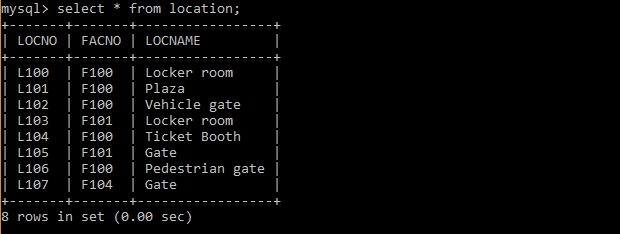 mysql> select * from location;
+-------+-------+-----------------+
| LOCNO | FACNO | LOCNAME         |
+-------+-------+-----------------+
| L100  | F100  | Locker room     |
| L101  | F100  | Plaza           |
| L102  | F100  | Vehicle gate    |
| L103  | F101  | Locker room     |
| L104  | F100  | Ticket Booth    |
| L105  | F101  | Gate            |
| L106  | F100  | Pedestrian gate |
| L107  | F104  | Gate            |
+-------+-------+-----------------+
8 rows in set (0.00 sec)